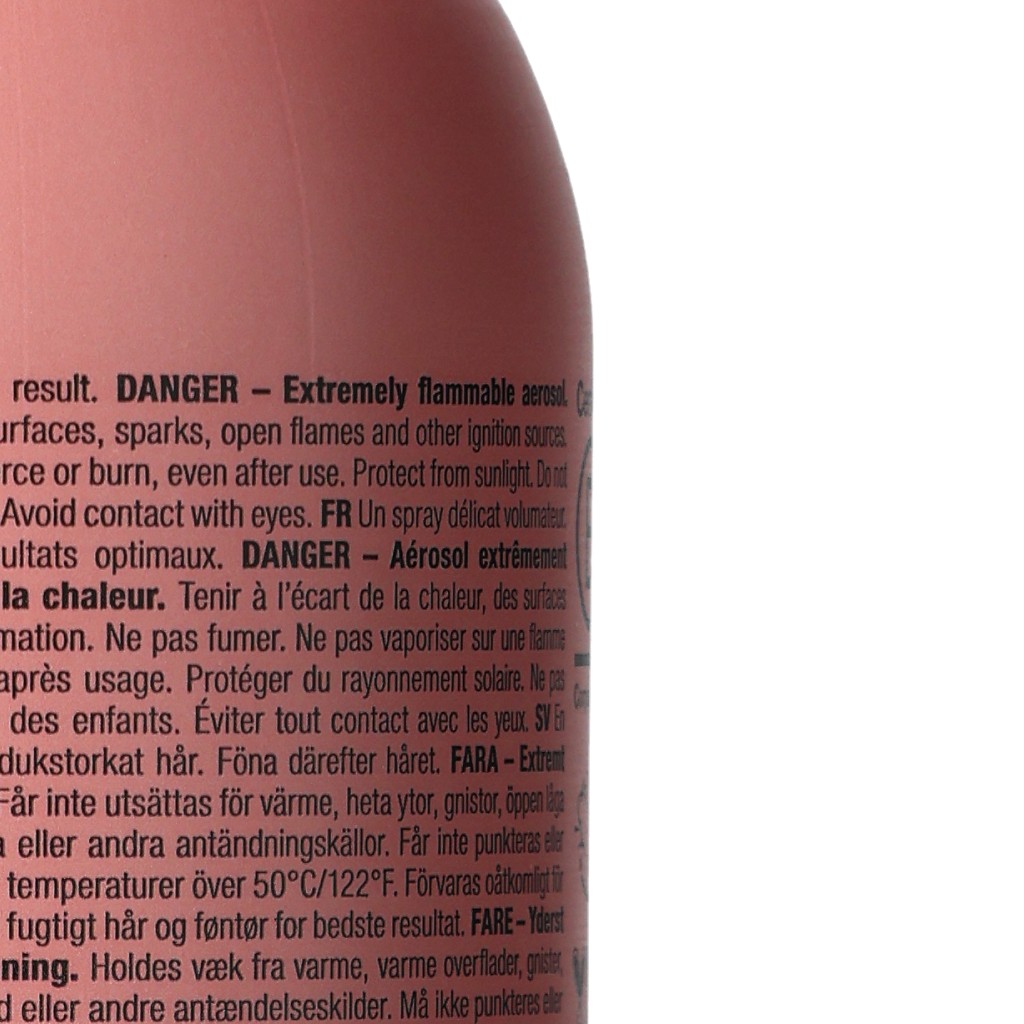 result. DANGER – Extremely flammable aerosol.
urfaces, sparks, open flames and other ignition sources.
rce or burn, even after use. Protect from sunlight. Do not
Avoid contact with eyes. FR Un spray délicat volumateur.
ultats optimaux. DANGER – Aérosol extrêmement
la chaleur. Tenir à l'écart de la chaleur, des surfaces
mation. Ne pas fumer. Ne pas vaporiser sur une flamme
après usage. Protéger du rayonnement solaire. Ne pas
des enfants. Éviter tout contact avec les yeux. SV En
dukstorkat hår. Föna därefter håret. FARA – Extremt
Får inte utsättas för värme, heta ytor, gnistor, öppen låga
a eller andra antändningskällor. Får inte punkteras eller
temperaturer över 50°C/122°F. Förvaras oåtkomligt för
fugtigt hår og føntør for bedste resultat. FARE – Yderst
ning. Holdes væk fra varme, varme overflader, gnister,
d eller andre antændelseskilder. Må ikke punkteres eller